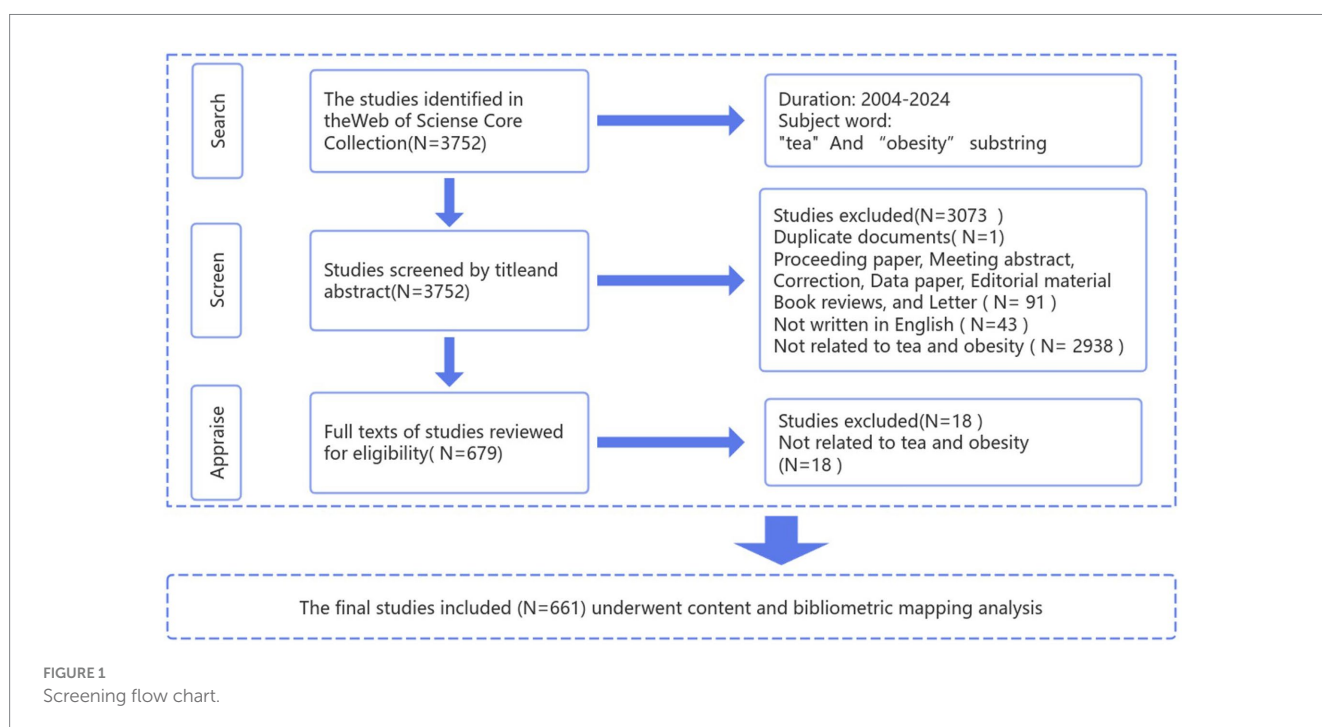 Search
The studies identified in
theWeb of Sciense Core
Collection(N=3752)
Duration: 2004-2024
Subject word:
"tea" And “obesity” substring
Screen
Studies screened by titleand
abstract(N=3752)
Studies excluded(N=3073 )
Duplicate documents( N=1)
Proceeding paper, Meeting abstract,
Correction, Data paper, Editorial material
Book reviews, and Letter ( N= 91 )
Not written in English ( N=43 )
Not related to tea and obesity ( N= 2938 )
Appraise
Full texts of studies reviewed
for eligibility( N=679)
Studies excluded(N=18 )
Not related to tea and obesity
(N=18 )
The final studies included (N=661) underwent content and bibliometric mapping analysis
FIGURE 1
Screening flow chart.